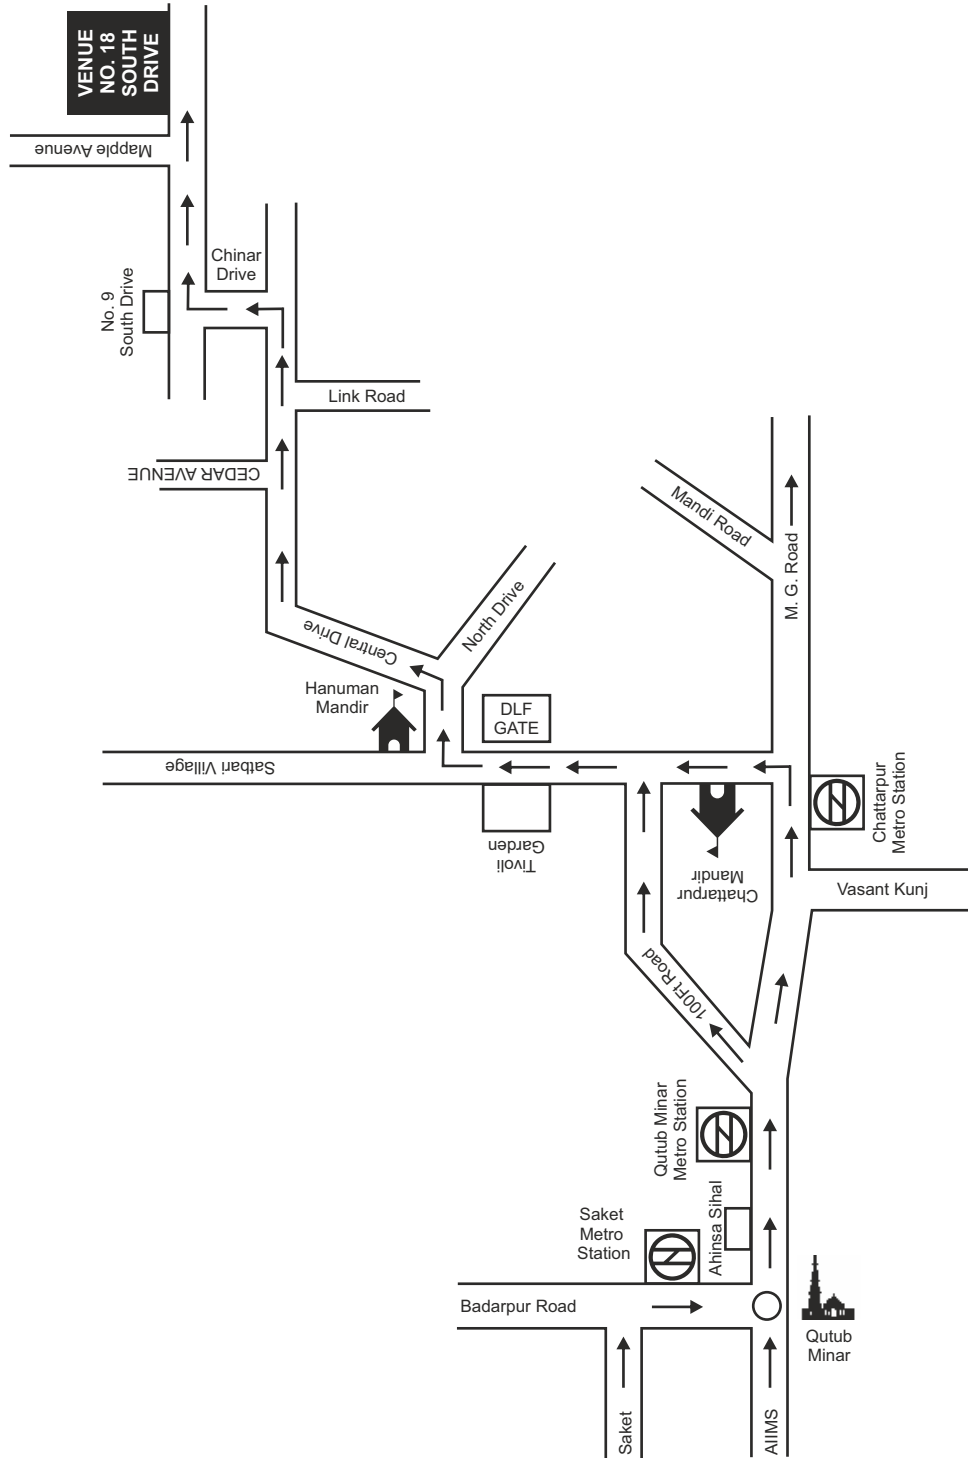 VENUE
NO. 18
SOUTH
DRIVE
Mapple Avenue
Chinar
Drive
No. 9
South Drive
Link Road
CEDAR AVENUE
Mandi Road
M. G. Road
North Drive
Central Drive
Hanuman
Mandir
DLF
GATE
Satbari Village
Chattarpur
Metro Station
Tivoli
Garden
Chattarpur
Mandir
Vasant Kunj
100Ft Road
Qutub Minar
Metro Station
Ahinsa Sihal
Saket
Metro
Station
Badarpur Road
Qutub
Minar
Saket
AIIMS